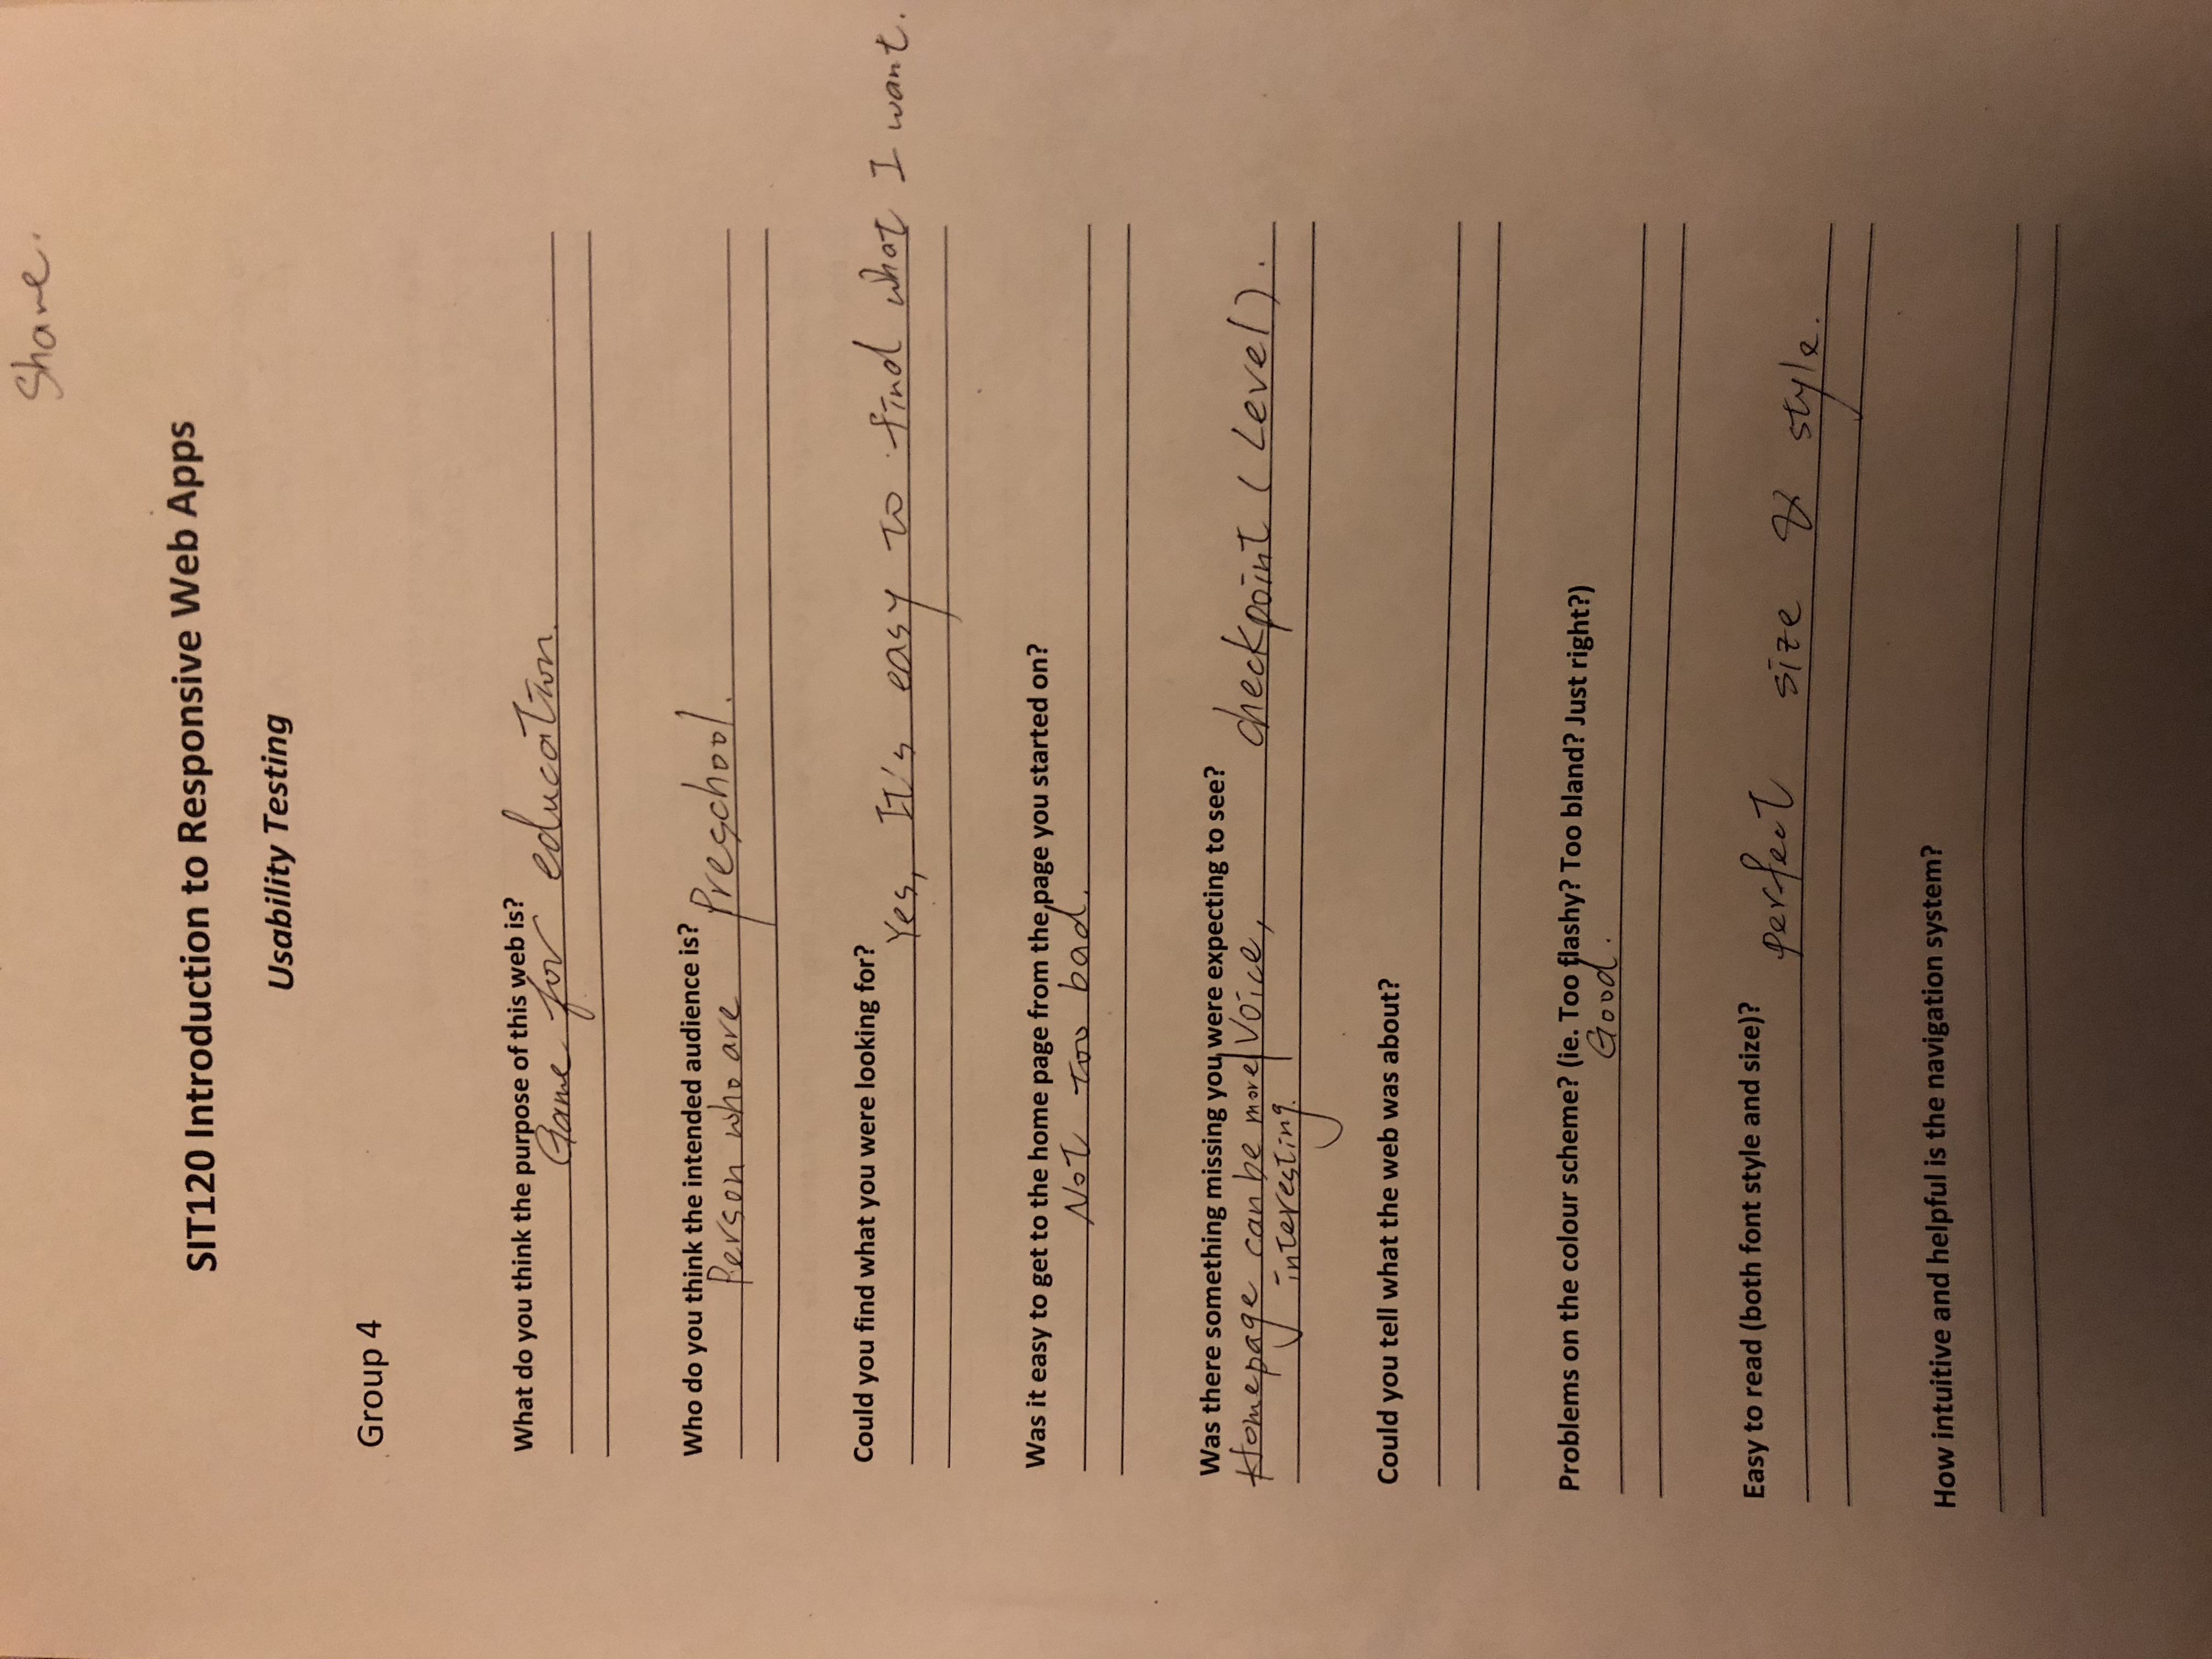 Shane.
SIT120 Introduction to Responsive Web Apps
Usability Testing
Group 4
What do you think the purpose of this web is?
Game for education.
Who do you think the intended audience is?
Person who are Preschool.
Could you find what you were looking for?
Yes, It's easy to find what I want.
Was it easy to get to the home page from the page you started on?
Not too bad.
Was there something missing you were expecting to see?
Homepage can be more interesting. Voice, checkpoint (Level).
Could you tell what the web was about?
Problems on the colour scheme? (ie. Too flashy? Too bland? Just right?)
Good.
Easy to read (both font style and size)?
perfect size & style.
How intuitive and helpful is the navigation system?